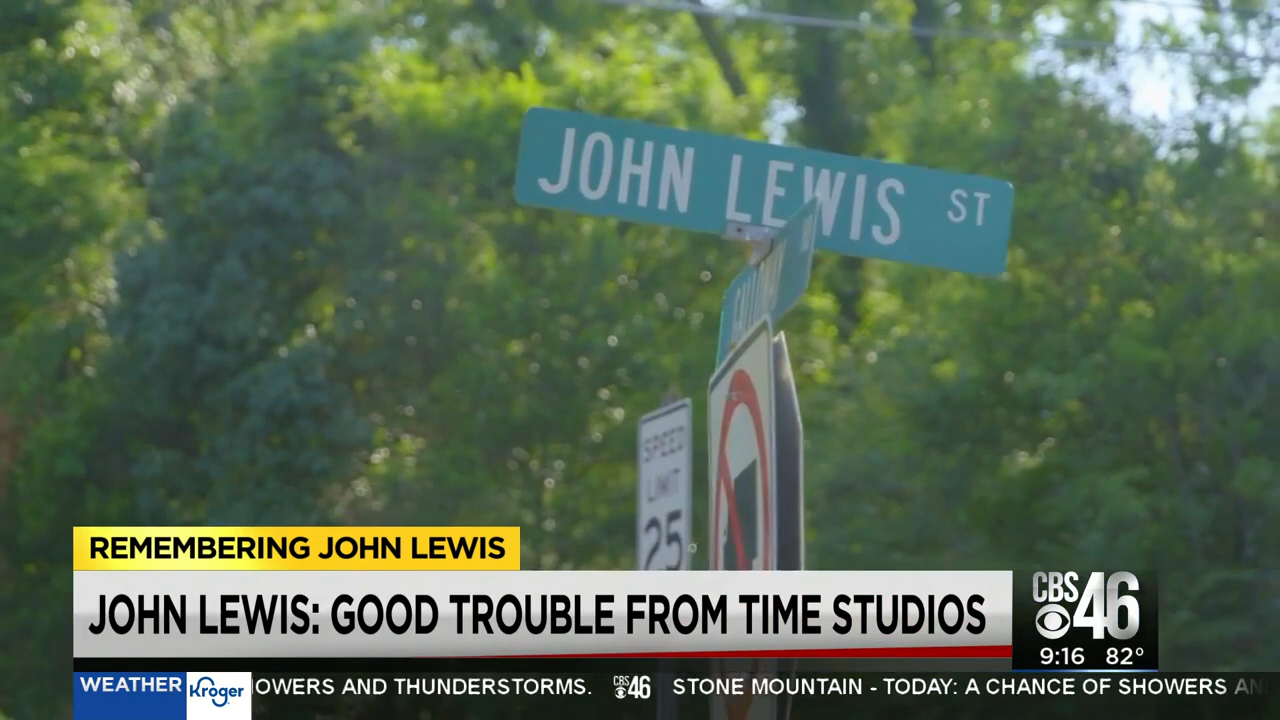 JOHN LEWIS ST
SPEED
LIMIT
25
REMEMBERING JOHN LEWIS
JOHN LEWIS: GOOD TROUBLE FROM TIME STUDIOS
CBS 46
9:16 82°
WEATHER Kroger OWERS AND THUNDERSTORMS. CBS 46 STONE MOUNTAIN - TODAY: A CHANCE OF SHOWERS AN